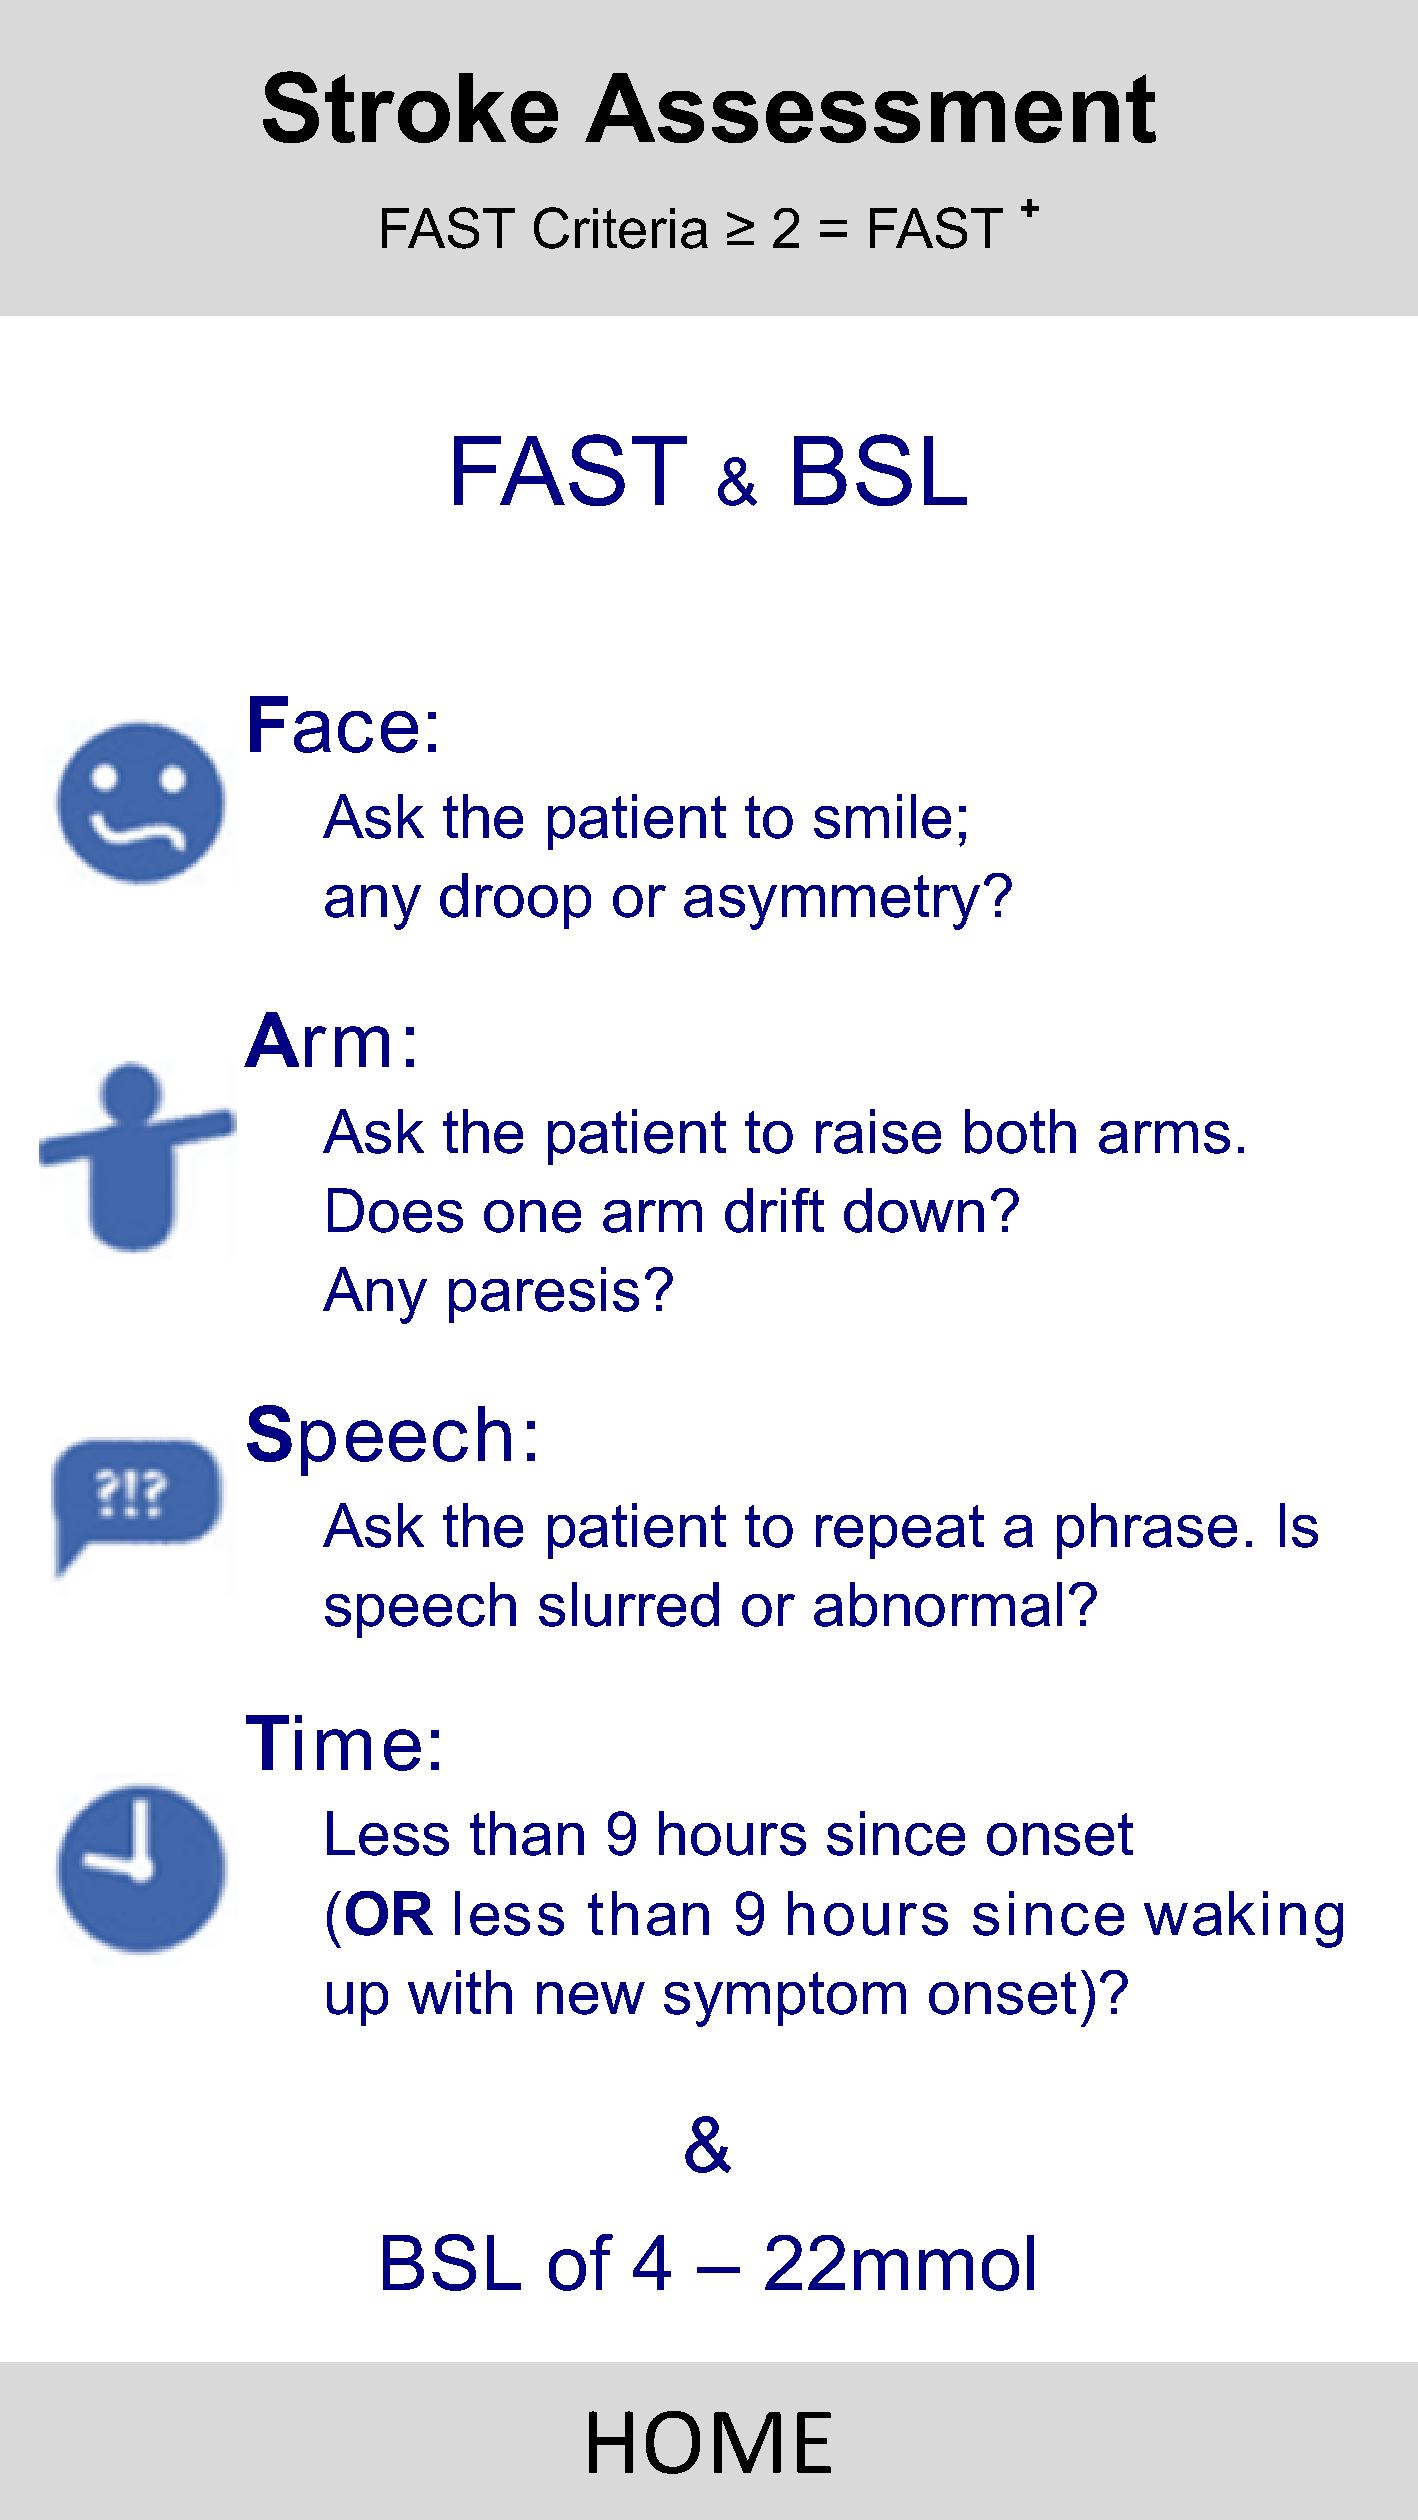 Stroke Assessment
FAST Criteria ≥ 2 = FAST ⁺
FAST & BSL
Face:
Ask the patient to smile;
any droop or asymmetry?
Arm:
Ask the patient to raise both arms.
Does one arm drift down?
Any paresis?
Speech:
?!?
Ask the patient to repeat a phrase. Is
speech slurred or abnormal?
Time:
Less than 9 hours since onset
(OR less than 9 hours since waking
up with new symptom onset)?
&
BSL of 4 – 22mmol
HOME